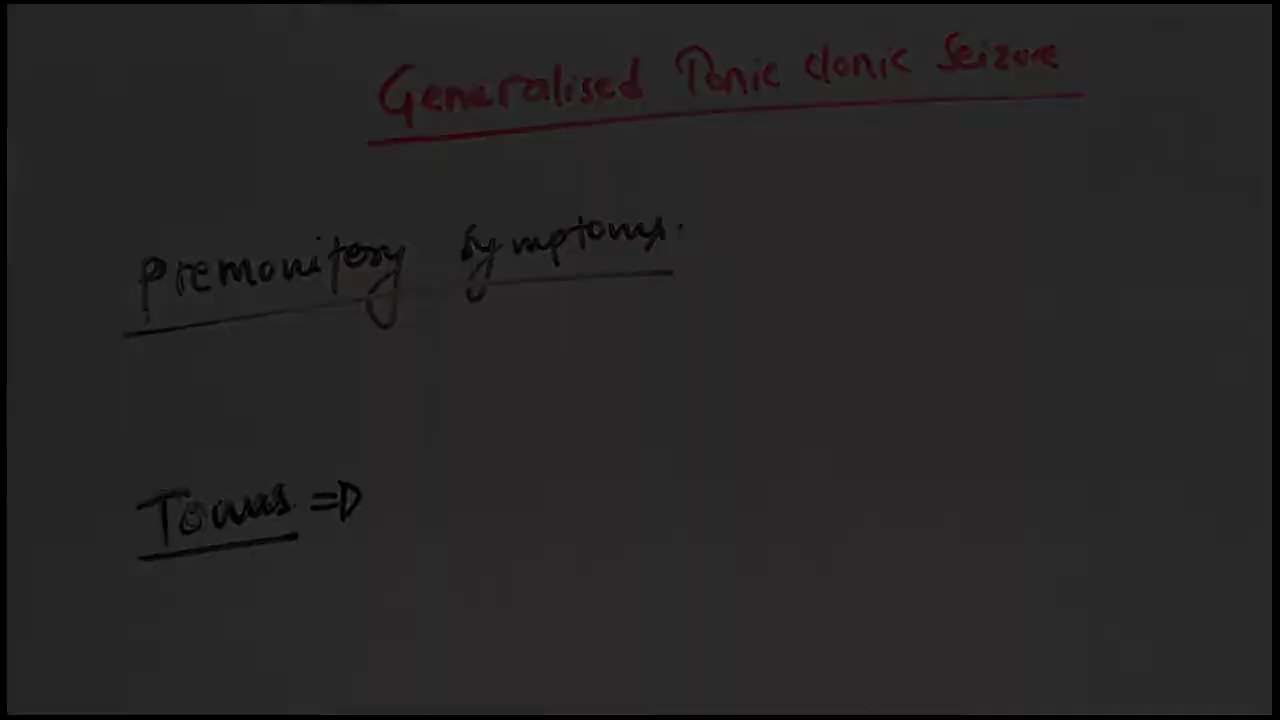 Generalised Tonic clonic Seizure
Premonitory symptoms.
Tonus ⇒